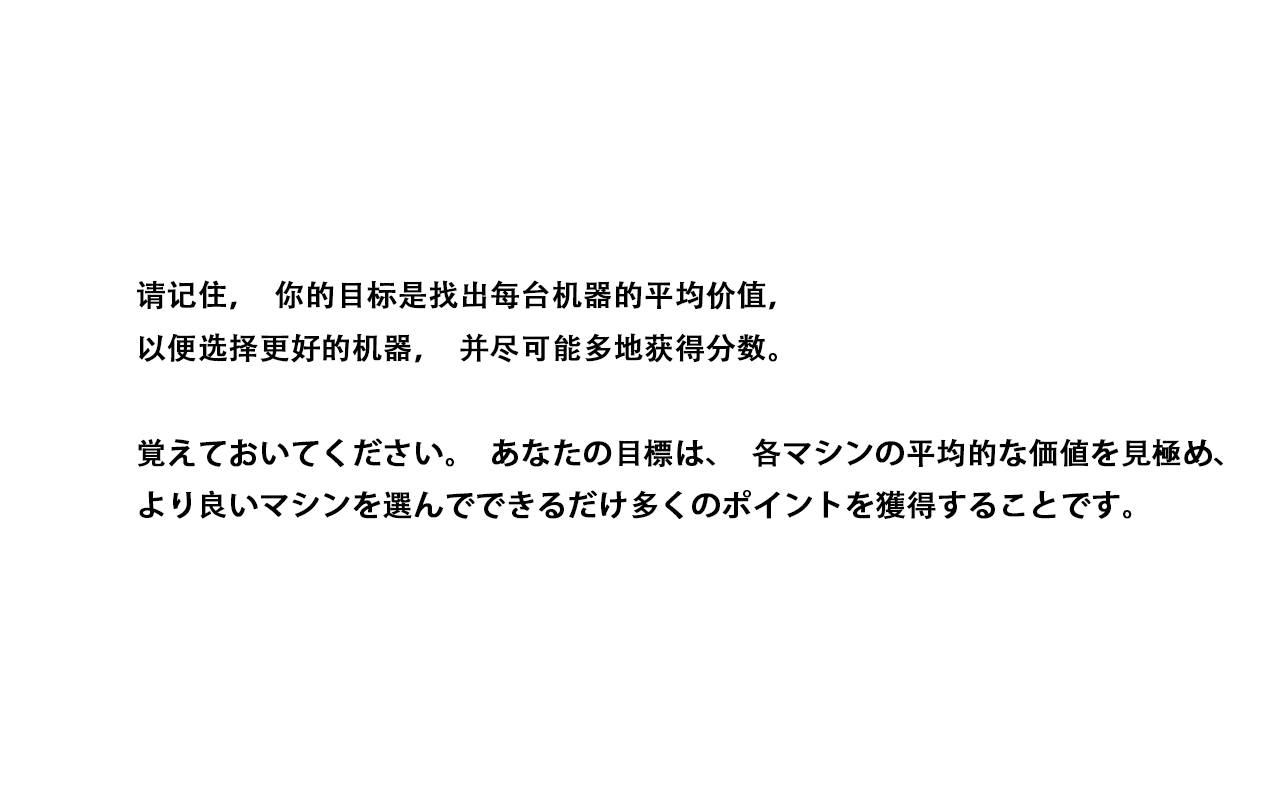 请记住， 你的目标是找出每台机器的平均价值，
以便选择更好的机器， 并尽可能多地获得分数。
覚えておいてください。 あなたの目標は、 各マシンの平均的な価値を見極め、
より良いマシンを選んでできるだけ多くのポイントを獲得することです。